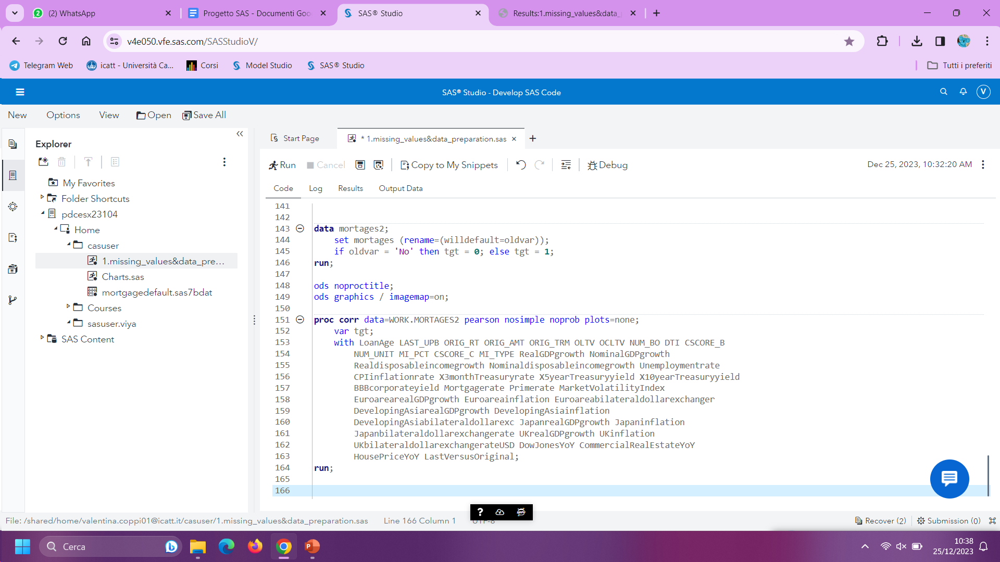 (2) WhatsApp
Progetto SAS - Documenti Goo
SAS® Studio
Results:1.missing_values&data_
v4e050.vfe.sas.com/SASStudioV/
Telegram Web
icatt - Università Ca...
Corsi
Model Studio
SAS® Studio
Tutti i preferiti
SAS® Studio - Develop SAS Code
V
New
Options
View
Open
Save All
Explorer
My Favorites
Folder Shortcuts
pdcesx23104
Home
casuser
1.missing_values&data_pre...
Charts.sas
mortgagedefault.sas7bdat
Courses
sasuser.viya
SAS Content
Start Page
* 1.missing_values&data_preparation.sas
Run
Cancel
Copy to My Snippets
Debug
Dec 25, 2023, 10:32:20 AM
Code
Log
Results
Output Data
141
142
143 data mortages2;
144 set mortages (rename=(willdefault=oldvar));
145 if oldvar = 'No' then tgt = 0; else tgt = 1;
146 run;
147
148 ods noproctitle;
149 ods graphics / imagemap=on;
150
151 proc corr data=WORK.MORTAGES2 pearson nosimple noprob plots=none;
152 var tgt;
153 with LoanAge LAST_UPB ORIG_RT ORIG_AMT ORIG_TRM OLTV OCLTV NUM_BO DTI CSCORE_B
154 NUM_UNIT MI_PCT CSCORE_C MI_TYPE RealGDPgrowth NominalGDPgrowth
155 Realdisposableincomegrowth Nominaldisposableincomegrowth Unemploymentrate
156 CPIinflationrate X3monthTreasuryrate X5yearTreasuryyield X10yearTreasuryyield
157 BBBcorporateyield Mortgagerate Primerate MarketVolatilityIndex
158 EuroarearealGDPgrowth Euroareainflation Euroareabilateraldollarexchanger
159 DevelopingAsiarealGDPgrowth DevelopingAsiainflation
160 DevelopingAsiabilateraldollarexc JapanrealGDPgrowth Japaninflation
161 Japanbilateraldollarexchangerate UKrealGDPgrowth UKinflation
162 UKbilateraldollarexchangerateUSD DowJonesYoY CommercialRealEstateYoY
163 HousePriceYoY LastVersusOriginal;
164 run;
165
166
File: /shared/home/valentina.coppi01@icatt.it/casuser/1.missing_values&data_preparation.sas
Line 166 Column 1
UTF-8
Recover (2)
Submission (0)
Cerca
10:38
25/12/2023